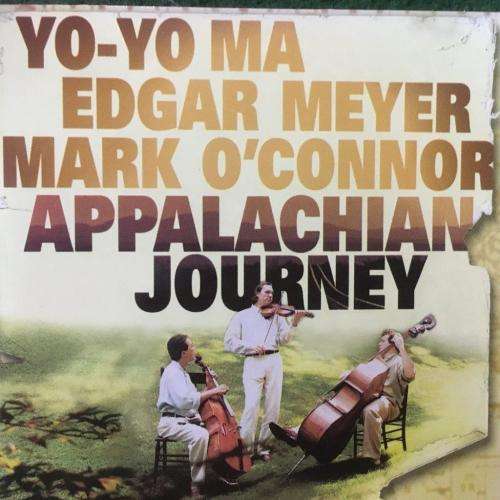 YO-YO MA
EDGAR MEYER
MARK O'CONNOR
APPALACHIAN
JOURNEY